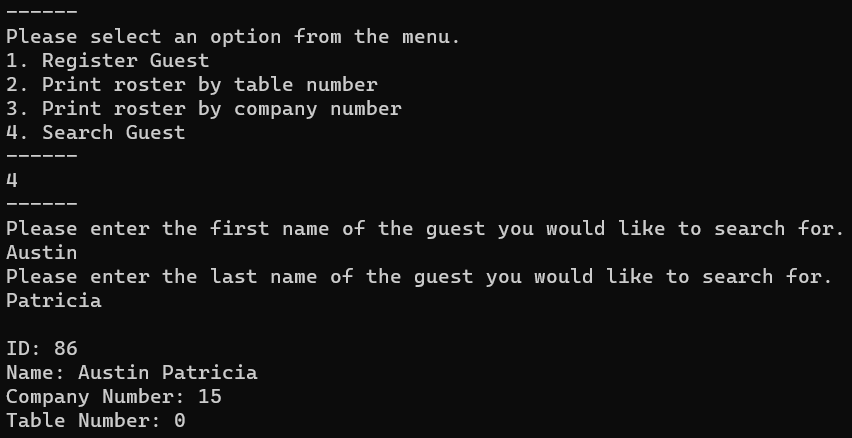 ------
Please select an option from the menu.
1. Register Guest
2. Print roster by table number
3. Print roster by company number
4. Search Guest
------
4
------
Please enter the first name of the guest you would like to search for.
Austin
Please enter the last name of the guest you would like to search for.
Patricia

ID: 86
Name: Austin Patricia
Company Number: 15
Table Number: 0